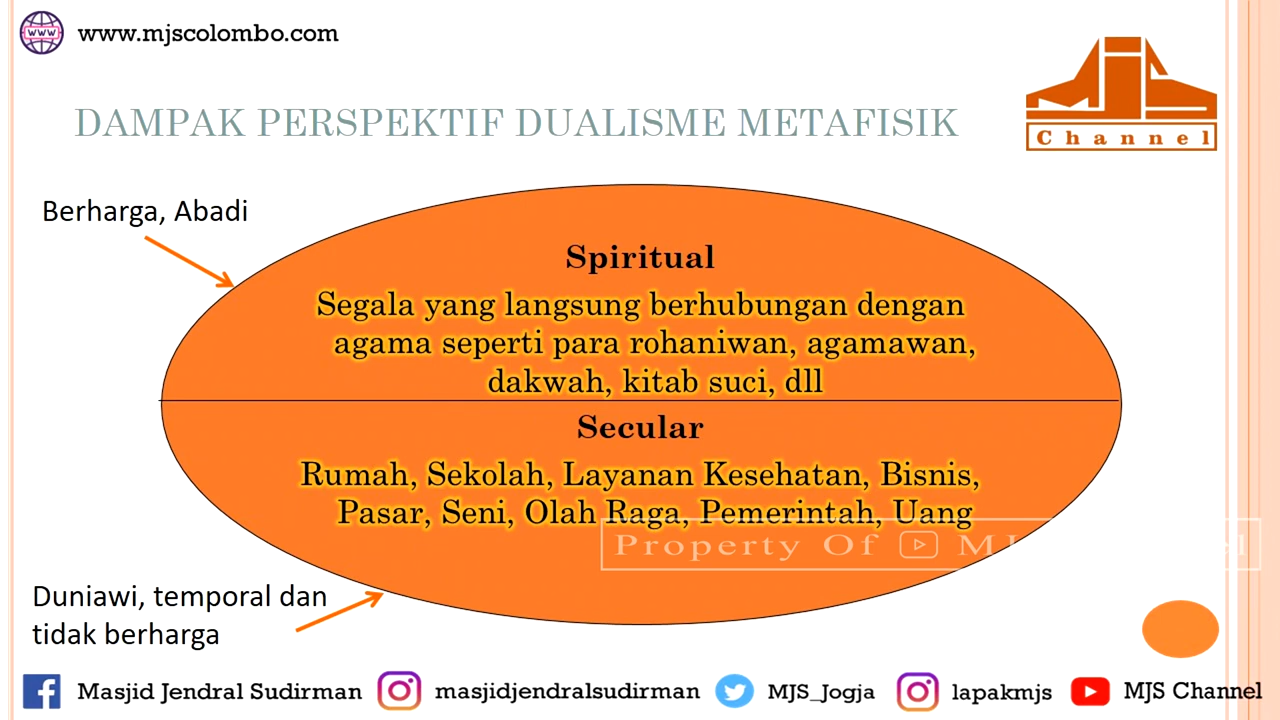 www.mjscolombo.com
MJS
Channel
DAMPAK PERSPEKTIF DUALISME METAFISIK
Berharga, Abadi
Spiritual
Segala yang langsung berhubungan dengan
agama seperti para rohaniwan, agamawan,
dakwah, kitab suci, dll
Secular
Rumah, Sekolah, Layanan Kesehatan, Bisnis,
Pasar, Seni, Olah Raga, Pemerintah, Uang
Property Of
Duniawi, temporal dan
tidak berharga
Masjid Jendral Sudirman
masjidjendralsudirman
MJS_Jogja
lapakmjs
MJS Channel